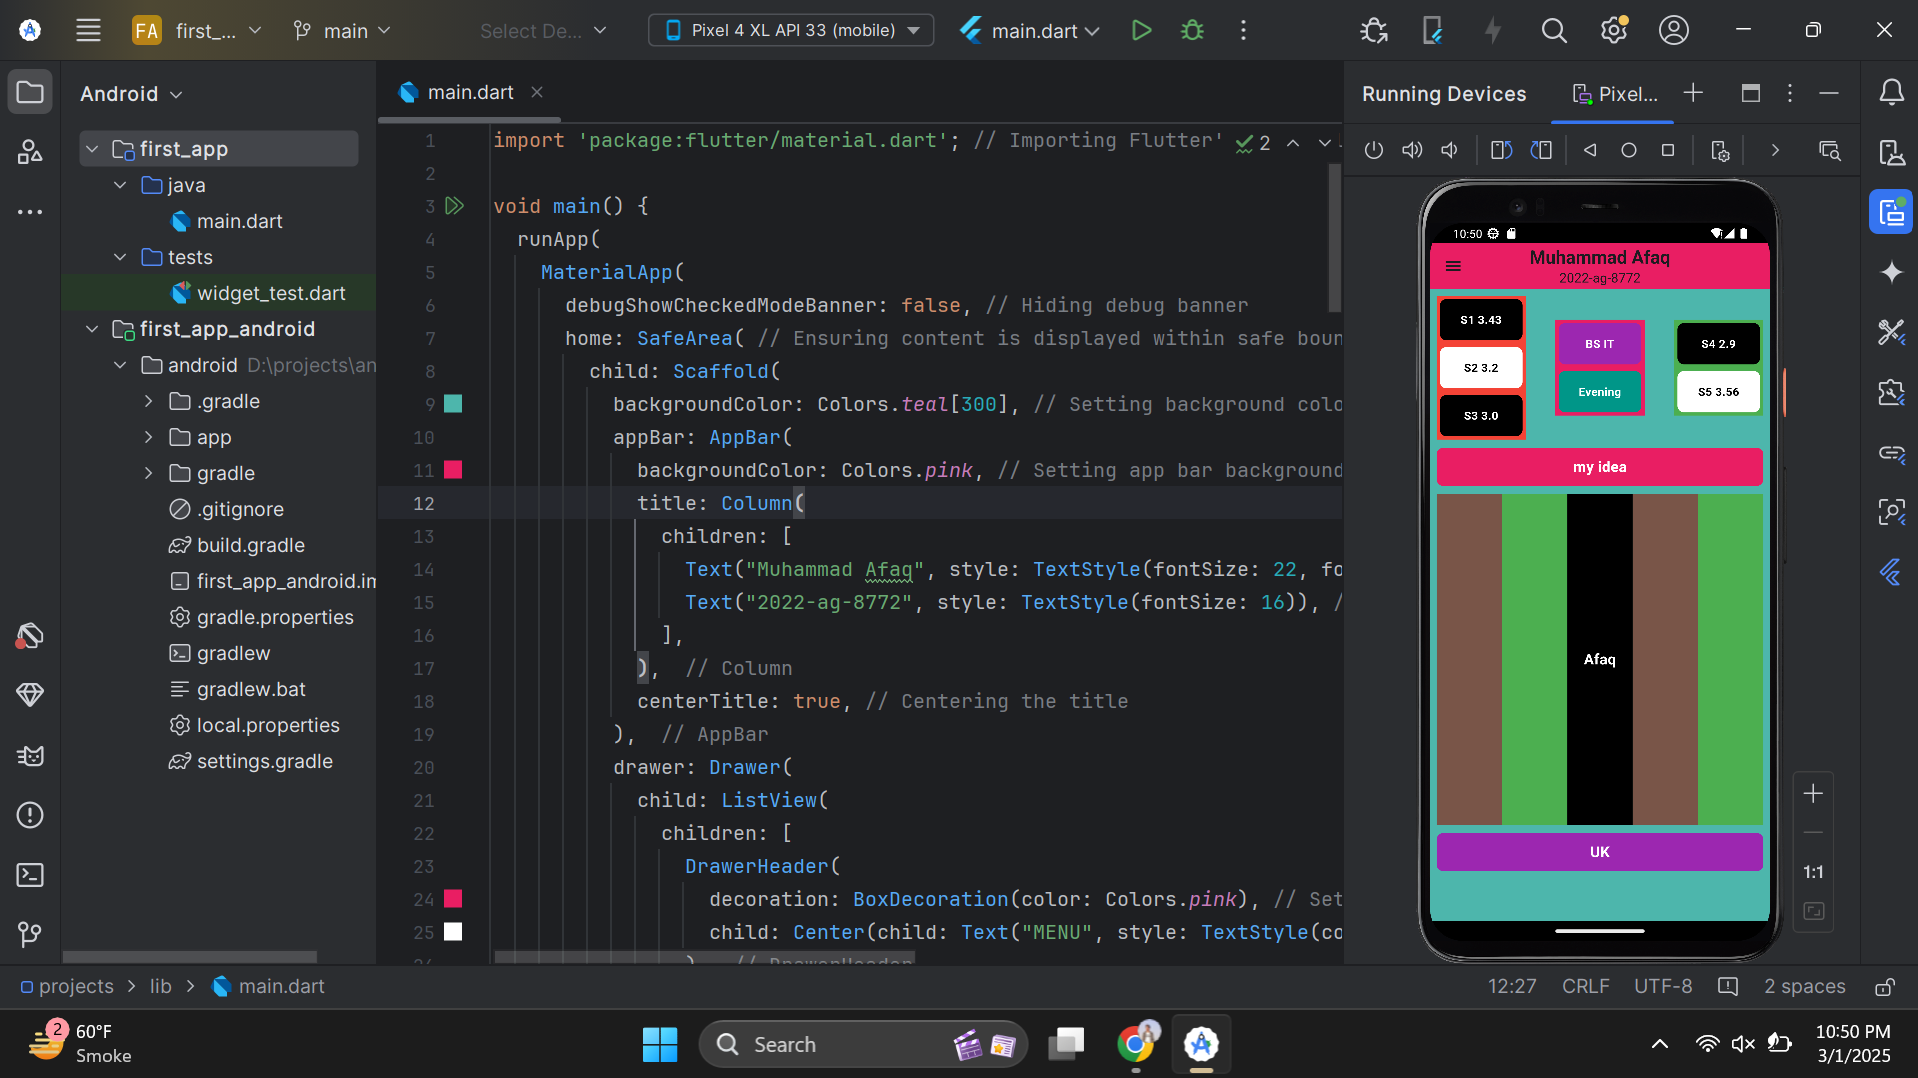 FA first_...
main
Select De...
Pixel 4 XL API 33 (mobile)
main.dart
Android
first_app
java
main.dart
tests
widget_test.dart
first_app_android
android D:\projects\an
.gradle
app
gradle
.gitignore
build.gradle
first_app_android.im
gradle.properties
gradlew
gradlew.bat
local.properties
settings.gradle
main.dart
1 import 'package:flutter/material.dart'; // Importing Flutter'
2
2
3 void main() {
4 runApp(
5 MaterialApp(
6 debugShowCheckedModeBanner: false, // Hiding debug banner
7 home: SafeArea( // Ensuring content is displayed within safe boun
8 child: Scaffold(
9 backgroundColor: Colors.teal[300], // Setting background colo
10 appBar: AppBar(
11 backgroundColor: Colors.pink, // Setting app bar background
12 title: Column(
13 children: [
14 Text("Muhammad Afaq", style: TextStyle(fontSize: 22, fo
15 Text("2022-ag-8772", style: TextStyle(fontSize: 16)), /
16 ],
17 ), // Column
18 centerTitle: true, // Centering the title
19 ), // AppBar
20 drawer: Drawer(
21 child: ListView(
22 children: [
23 DrawerHeader(
24 decoration: BoxDecoration(color: Colors.pink), // Set
25 child: Center(child: Text("MENU", style: TextStyle(co
Running Devices
Pixel...
10:50
Muhammad Afaq
2022-ag-8772
S1 3.43
S2 3.2
S3 3.0
BS IT
Evening
S4 2.9
S5 3.56
my idea
Afaq
UK
1:1
projects > lib > main.dart
12:27 CRLF UTF-8 2 spaces
2
60°F
Smoke
Search
10:50 PM
3/1/2025